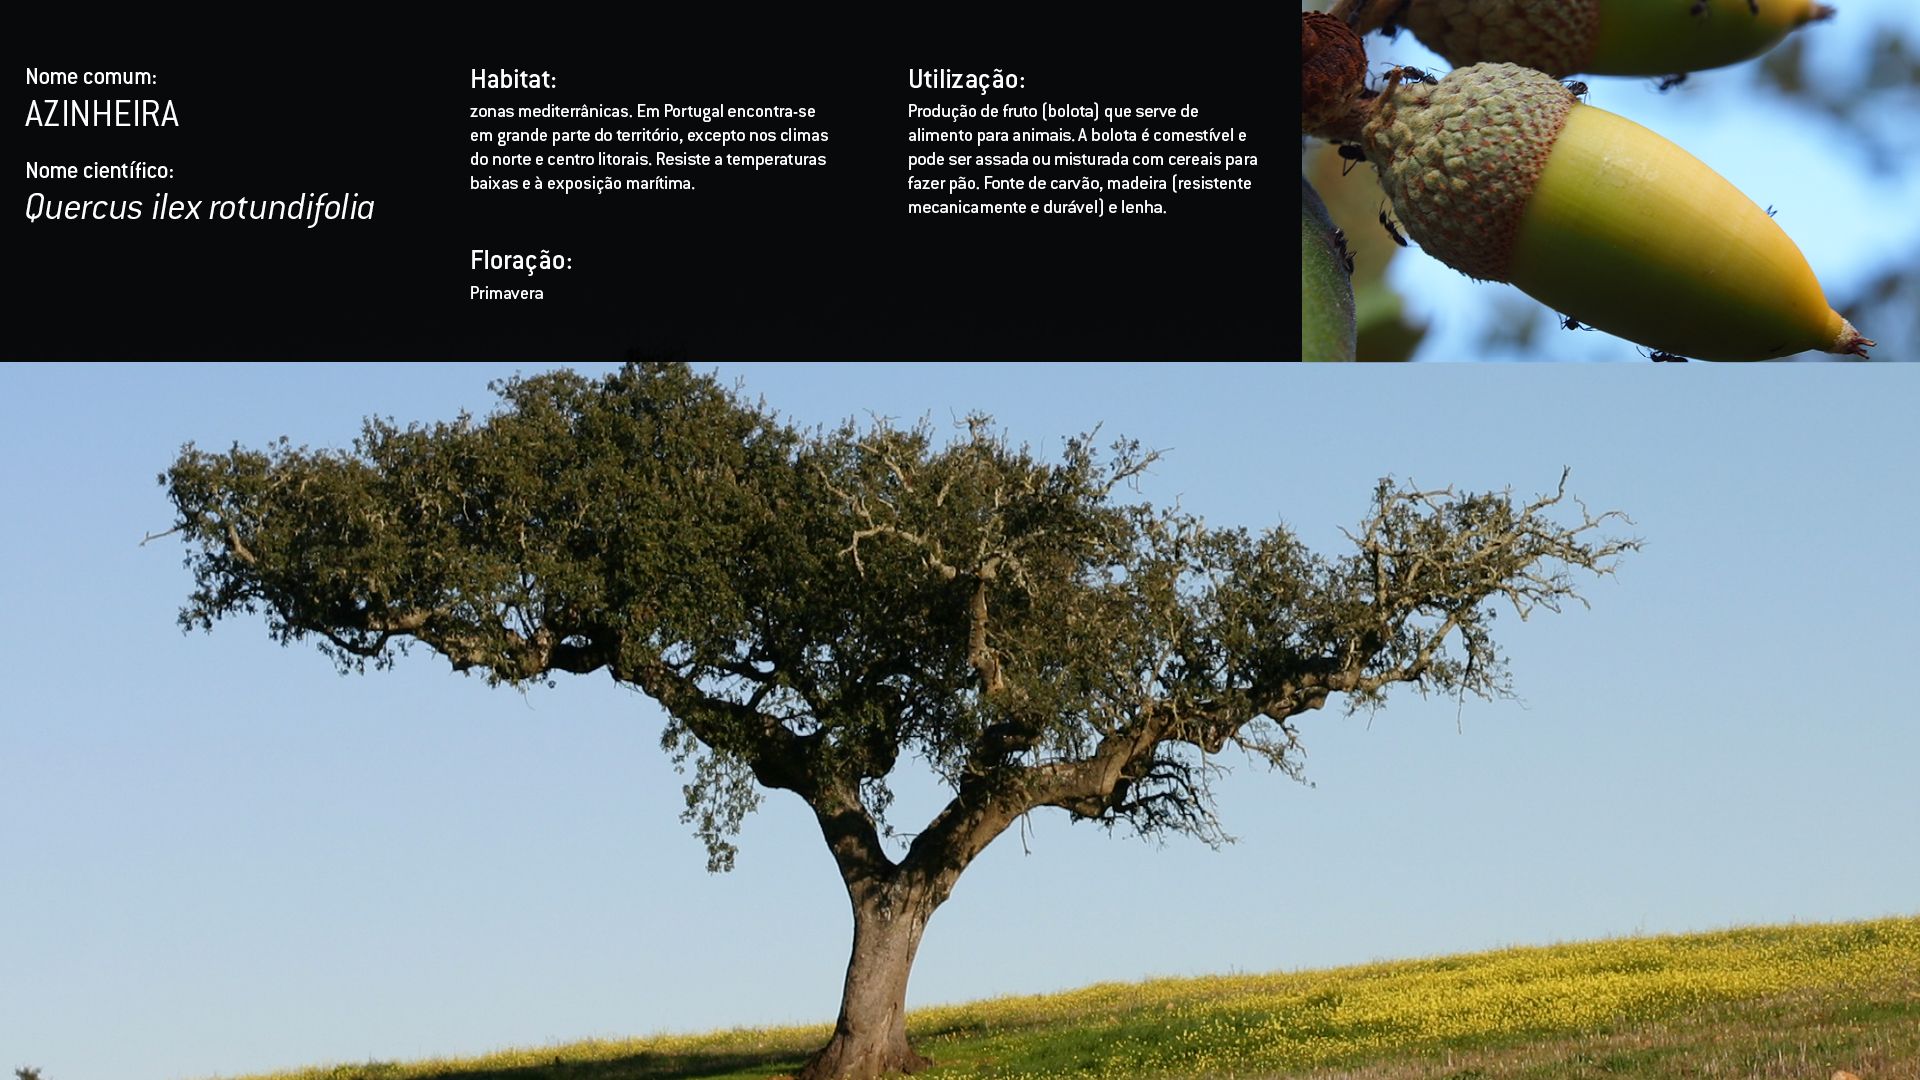 Nome comum:
AZINHEIRA
Nome científico:
Quercus ilex rotundifolia
Habitat:
zonas mediterrânicas. Em Portugal encontra-se
em grande parte do território, excepto nos climas
do norte e centro litorais. Resiste a temperaturas
baixas e à exposição marítima.
Floração:
Primavera
Utilização:
Produção de fruto (bolota) que serve de
alimento para animais. A bolota é comestível e
pode ser assada ou misturada com cereais para
fazer pão. Fonte de carvão, madeira (resistente
mecanicamente e durável) e lenha.